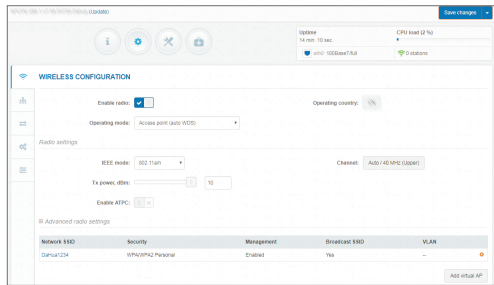 (Update)
Save changes
Uptime
14 min. 10 sec.
CPU load (2 %)
eth0: 100BaseT/full
0 stations
WIRELESS CONFIGURATION
Enable radio:
Operating country:
Operating mode: Access point (auto WDS)
Radio settings
IEEE mode: 802.11an
Channel: Auto / 40 MHz (Upper)
Tx power, dBm: 10
Enable ATPC:
Advanced radio settings
Network SSID Security Management Broadcast SSID VLAN
DaHua1234 WPA/WPA2 Personal Enabled Yes –
Add virtual AP